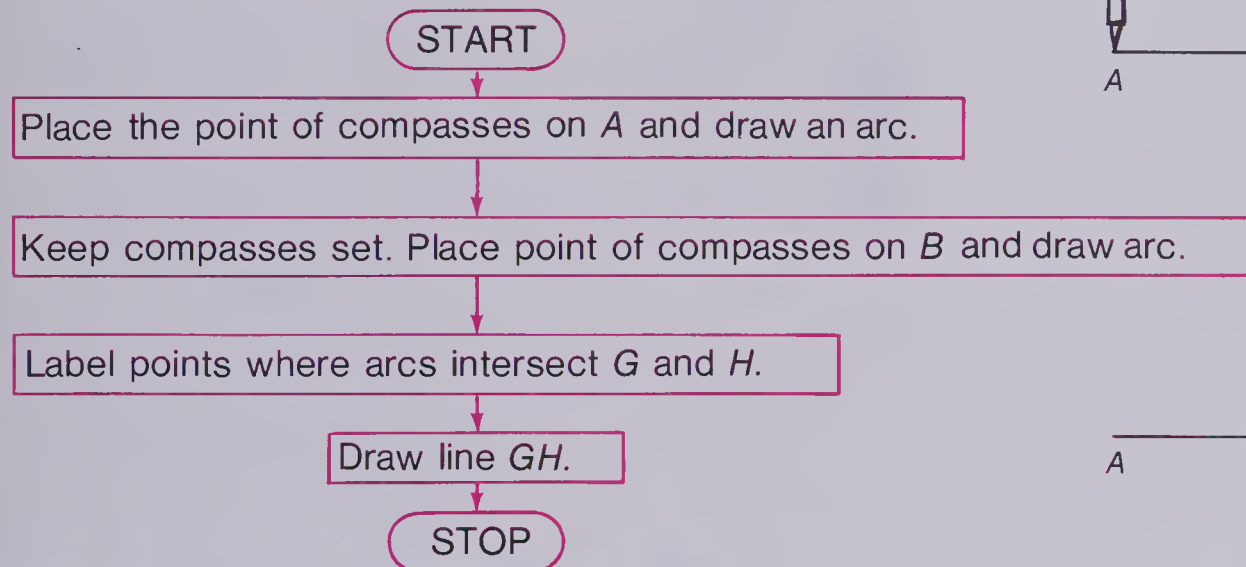 START
A
Place the point of compasses on A and draw an arc.
Keep compasses set. Place point of compasses on B and draw arc.
Label points where arcs intersect G and H.
Draw line GH.
A
STOP